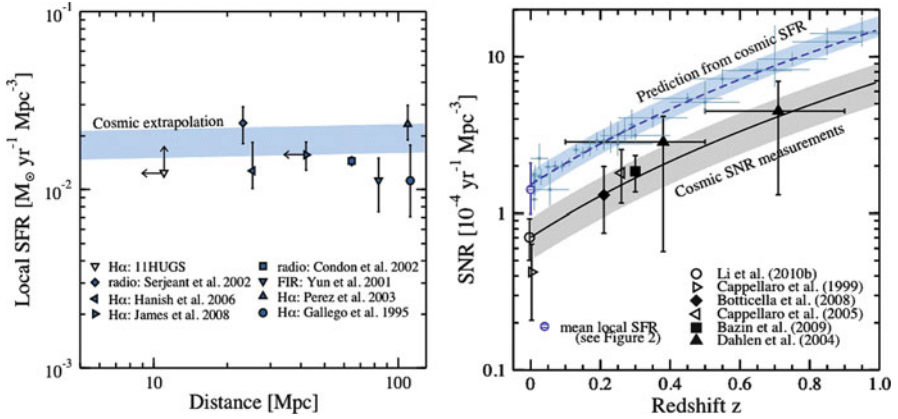 10⁻¹
10⁻²
10⁻³
Local SFR [M⊙ yr⁻¹ Mpc⁻³]
Cosmic extrapolation
Hα: 11HUGS
radio: Serjeant et al. 2002
Hα: Hanish et al. 2006
Hα: James et al. 2008
radio: Condon et al. 2002
FIR: Yun et al. 2001
Hα: Perez et al. 2003
Hα: Gallego et al. 1995
10
100
Distance [Mpc]
10
1
0.1
SNR [10⁻⁴ yr⁻¹ Mpc⁻³]
Prediction from cosmic SFR
Cosmic SNR measurements
mean local SFR
(see Figure 2)
Li et al. (2010b)
Cappellaro et al. (1999)
Botticella et al. (2008)
Cappellaro et al. (2005)
Bazin et al. (2009)
Dahlen et al. (2004)
0
0.2
0.4
0.6
0.8
1.0
Redshift z